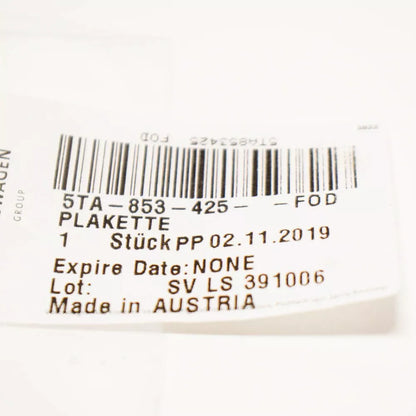 5TA853425 FOD
5TA-853-425- -FOD
PLAKETTE
1 Stück PP 02.11.2019
Expire Date:NONE
Lot: SV LS 391006
Made in AUSTRIA
GROUP